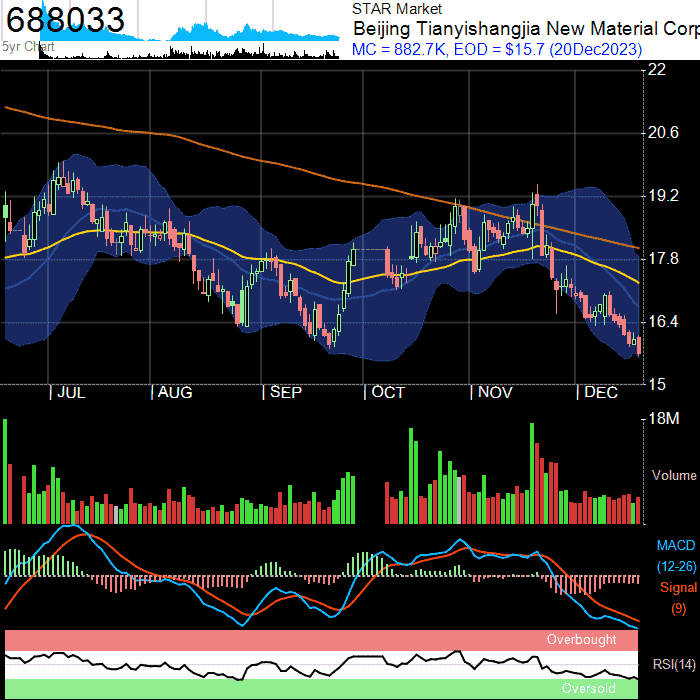 688033
5yr Chart
STAR Market
Beijing Tianyishangjia New Material Corp
MC = 882.7K, EOD = $15.7 (20Dec2023)
22
20.6
19.2
17.8
16.4
15
JUL
AUG
SEP
OCT
NOV
DEC
18M
Volume
MACD
(12-26)
Signal
(9)
Overbought
RSI(14)
Oversold